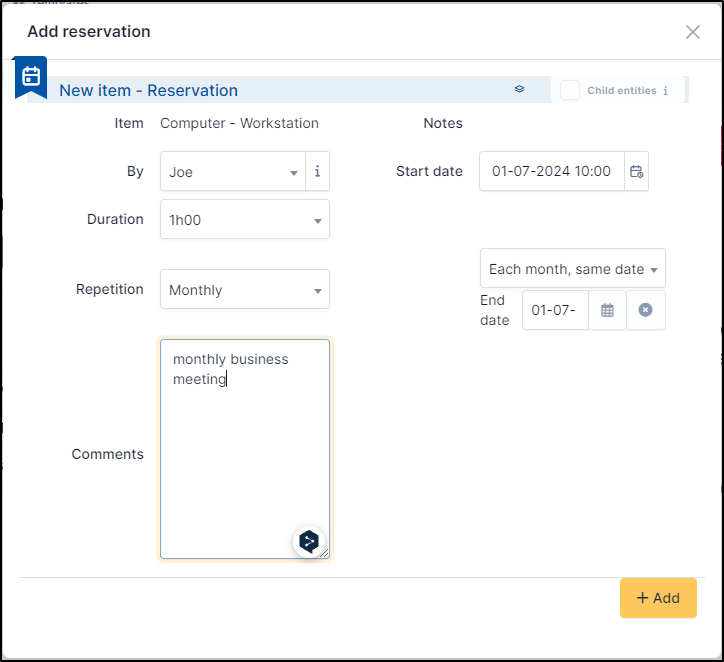 Add reservation
New item - Reservation
Child entities i
Item Computer - Workstation Notes
By Joe i Start date 01-07-2024 10:00
Duration 1h00
Each month, same date
Repetition Monthly
End date 01-07-
monthly business
meeting
Comments
+ Add